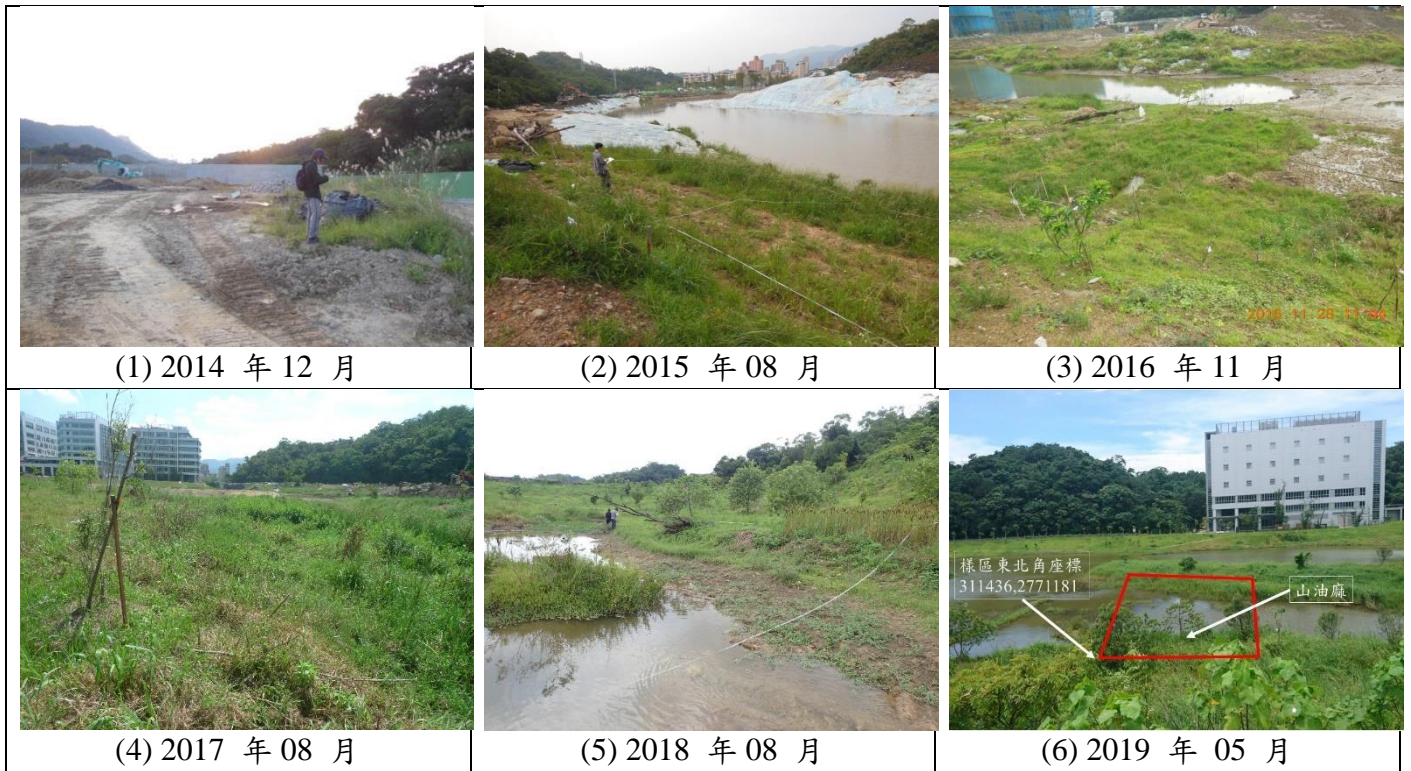 (1) 2014 年 12 月
(2) 2015 年 08 月
2016 11 28
(3) 2016 年 11 月
(4) 2017 年 08 月
(5) 2018 年 08 月
樣區東北角座標
311436,2771181
山油麻
(6) 2019 年 05 月